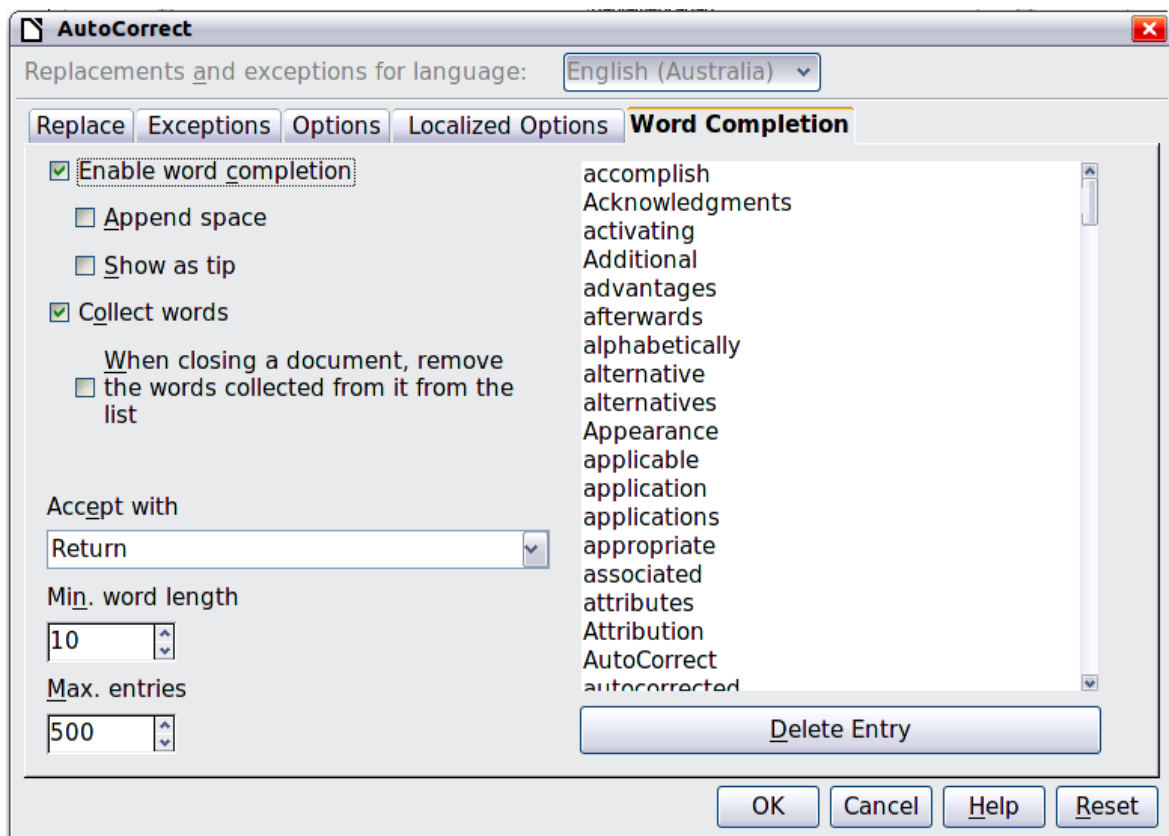 AutoCorrect
Replacements and exceptions for language: English (Australia)
Replace Exceptions Options Localized Options Word Completion
Enable word completion
Append space
Show as tip
Collect words
When closing a document, remove
the words collected from it from the
list
Accept with
Return
Min. word length
10
Max. entries
500
accomplish
Acknowledgments
activating
Additional
advantages
afterwards
alphabetically
alternative
alternatives
Appearance
applicable
application
applications
appropriate
associated
attributes
Attribution
AutoCorrect
autocorrected
Delete Entry
OK Cancel Help Reset